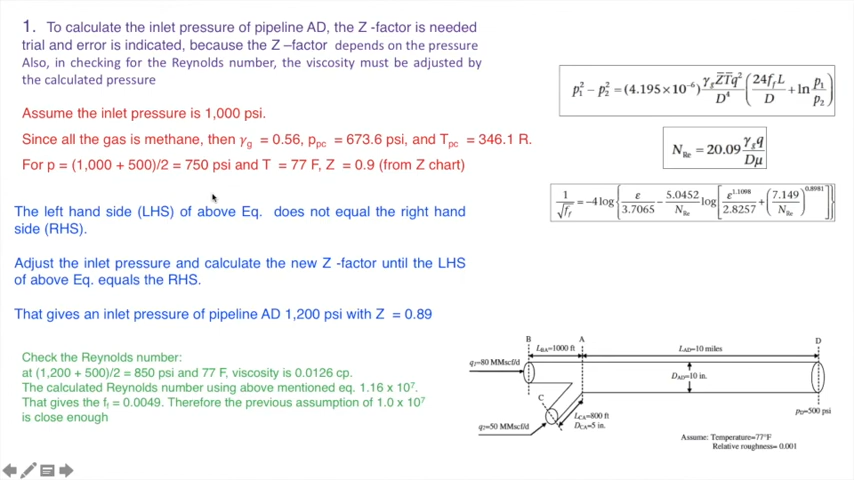 1. To calculate the inlet pressure of pipeline AD, the Z -factor is needed
trial and error is indicated, because the Z –factor depends on the pressure
Also, in checking for the Reynolds number, the viscosity must be adjusted by
the calculated pressure
Assume the inlet pressure is 1,000 psi.
Since all the gas is methane, then γg = 0.56, ppc = 673.6 psi, and Tpc = 346.1 R.
For p = (1,000 + 500)/2 = 750 psi and T = 77 F, Z = 0.9 (from Z chart)
The left hand side (LHS) of above Eq. does not equal the right hand
side (RHS).
Adjust the inlet pressure and calculate the new Z -factor until the LHS
of above Eq. equals the RHS.
That gives an inlet pressure of pipeline AD 1,200 psi with Z = 0.89
Check the Reynolds number:
at (1,200 + 500)/2 = 850 psi and 77 F, viscosity is 0.0126 cp.
The calculated Reynolds number using above mentioned eq. 1.16 x 10⁷.
That gives the ff = 0.0049. Therefore the previous assumption of 1.0 x 10⁷
is close enough
p₁² − p₂² = (4.195×10⁻⁶) γg Z̄ T̄ q² / D⁴ (24 ff L / D + ln p₁ / p₂)
NRe = 20.09 γg q / Dμ
1 / √ff = −4 log { ε / 3.7065 − 5.0452 / NRe log [ ε^1.1098 / 2.8257 + (7.149 / NRe)^0.8981 ] }
B
A
D
LBA=1000 ft
LAD=10 miles
q₁=80 MMscf/d
DAD=10 in.
C
LCA=800 ft
DCA=5 in.
pD=500 psi
q₂=50 MMscf/d
Assume: Temperature=77°F
Relative roughness= 0.001